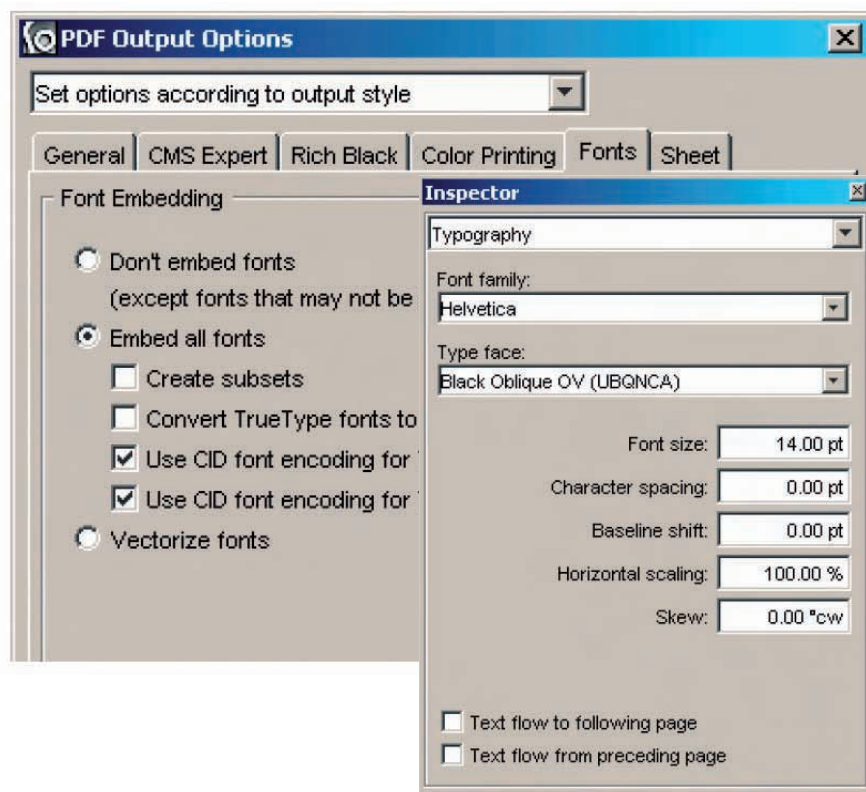 PDF Output Options
Set options according to output style
General CMS Expert Rich Black Color Printing Fonts Sheet
Font Embedding
Don't embed fonts
(except fonts that may not be
Embed all fonts
Create subsets
Convert TrueType fonts to
Use CID font encoding for
Use CID font encoding for
Vectorize fonts
Inspector
Typography
Font family:
Helvetica
Type face:
Black Oblique OV (UBQNCA)
Font size: 14.00 pt
Character spacing: 0.00 pt
Baseline shift: 0.00 pt
Horizontal scaling: 100.00 %
Skew: 0.00 °cw
Text flow to following page
Text flow from preceding page